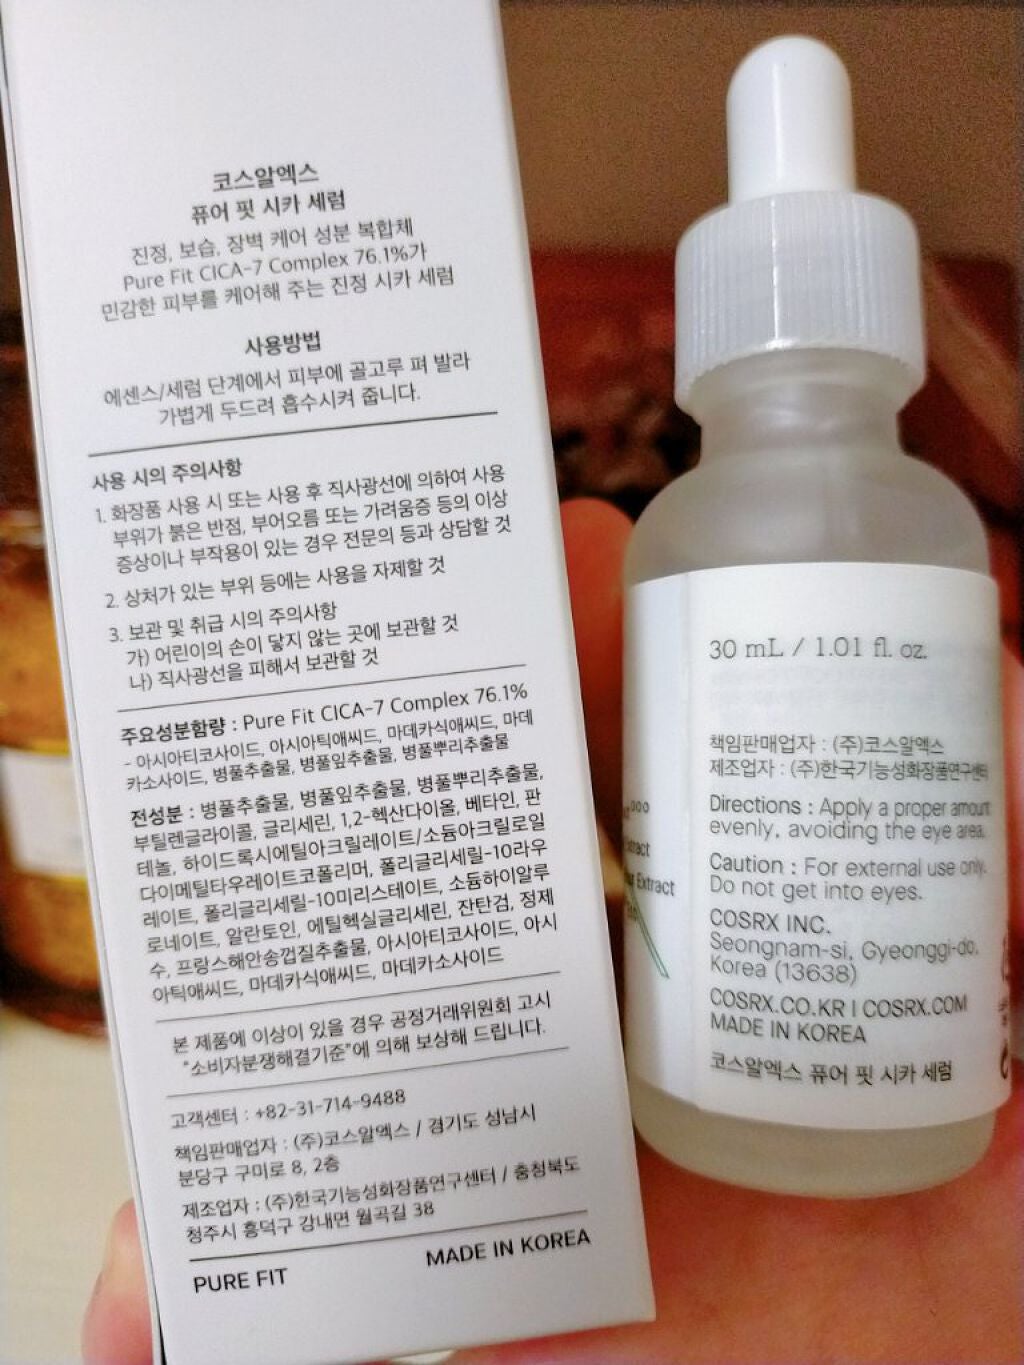 코스알엑스
퓨어 핏 시카 세럼
진정, 보습, 장벽 케어 성분 복합체
Pure Fit CICA-7 Complex 76.1%가
민감한 피부를 케어해 주는 진정 시카 세럼
사용방법
에센스/세럼 단계에서 피부에 골고루 펴 발라
가볍게 두드려 흡수시켜 줍니다.
사용 시의 주의사항
1. 화장품 사용 시 또는 사용 후 직사광선에 의하여 사용
부위가 붉은 반점, 부어오름 또는 가려움증 등의 이상
증상이나 부작용이 있는 경우 전문의 등과 상담할 것
2. 상처가 있는 부위 등에는 사용을 자제할 것
3. 보관 및 취급 시의 주의사항
가) 어린이의 손이 닿지 않는 곳에 보관할 것
나) 직사광선을 피해서 보관할 것
주요성분함량 : Pure Fit CICA-7 Complex 76.1%
- 아시아티코사이드, 아시아틱애씨드, 마데카식애씨드, 마데
카소사이드, 병풀추출물, 병풀잎추출물, 병풀뿌리추출물
전성분 : 병풀추출물, 병풀잎추출물, 병풀뿌리추출물,
부틸렌글라이콜, 글리세린, 1,2-헥산다이올, 베타인, 판
테놀, 하이드록시에틸아크릴레이트/소듐아크릴로일
다이메틸타우레이트코폴리머, 폴리글리세릴-10라우
레이트, 폴리글리세릴-10미리스테이트, 소듐하이알루
로네이트, 알란토인, 에틸헥실글리세린, 잔탄검, 정제
수, 프랑스해안송껍질추출물, 아시아티코사이드, 아시
아틱애씨드, 마데카식애씨드, 마데카소사이드
본 제품에 이상이 있을 경우 공정거래위원회 고시
"소비자분쟁해결기준"에 의해 보상해 드립니다.
고객센터 : +82-31-714-9488
책임판매업자 : (주)코스알엑스 / 경기도 성남시
분당구 구미로 8, 2층
제조업자 : (주)한국기능성화장품연구센터 / 충청북도
청주시 흥덕구 강내면 월곡길 38
PURE FIT MADE IN KOREA
30 mL / 1.01 fl. oz.
책임판매업자 : (주)코스알엑스
제조업자 : (주)한국기능성화장품연구센터
Directions : Apply a proper amount
evenly, avoiding the eye area.
Caution : For external use only.
Do not get into eyes.
COSRX INC.
Seongnam-si, Gyeonggi-do,
Korea (13638)
COSRX.CO.KR I COSRX.COM
MADE IN KOREA
코스알엑스 퓨어 핏 시카 세럼
Extract